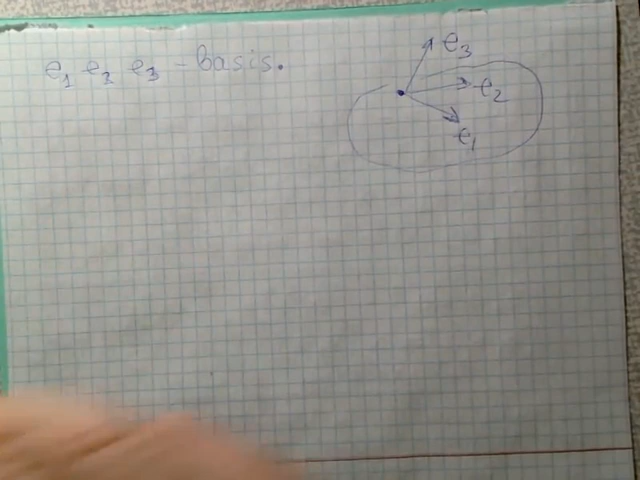 e₁ e₂ e₃ - basis.
e₃
e₂
e₁